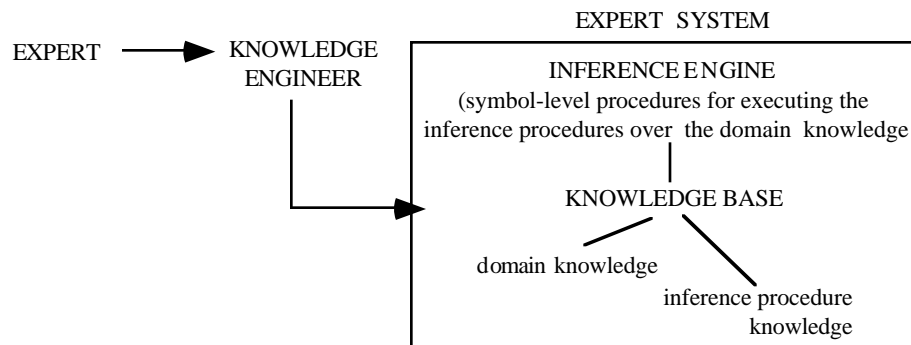 EXPERT SYSTEM
EXPERT
KNOWLEDGE
ENGINEER
INFERENCE ENGINE
(symbol-level procedures for executing the
inference procedures over the domain knowledge
KNOWLEDGE BASE
domain knowledge
inference procedure
knowledge